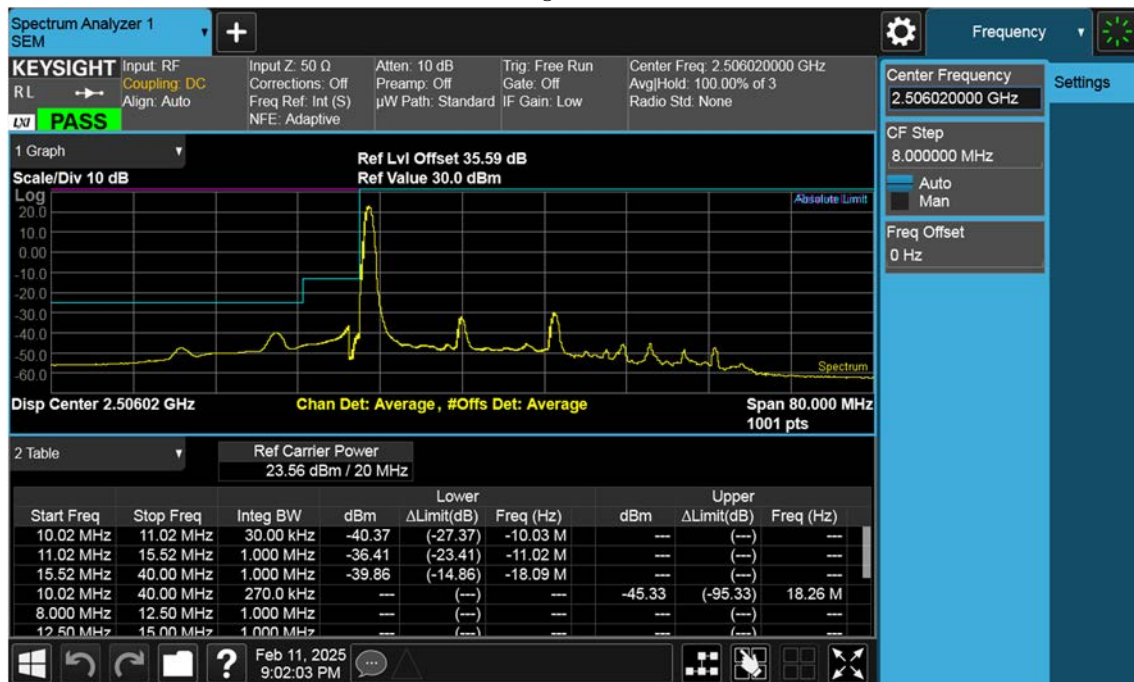 Spectrum Analyzer 1
SEM
+
Frequency
KEYSIGHT
RL
LXI PASS
Input: RF
Coupling: DC
Align: Auto
Input Z: 50 Ω
Corrections: Off
Freq Ref: Int (S)
NFE: Adaptive
Atten: 10 dB
Preamp: Off
µW Path: Standard
Trig: Free Run
Gate: Off
IF Gain: Low
Center Freq: 2.506020000 GHz
Avg|Hold: 100.00% of 3
Radio Std: None
Center Frequency
2.506020000 GHz
Settings
CF Step
8.000000 MHz
Auto
Man
Freq Offset
0 Hz
1 Graph
Scale/Div 10 dB
Ref Lvl Offset 35.59 dB
Ref Value 30.0 dBm
Log
Absolute Limit
20.0
10.0
0.00
-10.0
-20.0
-30.0
-40.0
-50.0
-60.0
Spectrum
Disp Center 2.50602 GHz
Chan Det: Average, #Offs Det: Average
Span 80.000 MHz
1001 pts
2 Table
Ref Carrier Power
23.56 dBm / 20 MHz
Lower Upper
Start Freq Stop Freq Integ BW dBm ΔLimit(dB) Freq (Hz) dBm ΔLimit(dB) Freq (Hz)
10.02 MHz 11.02 MHz 30.00 kHz -40.37 (-27.37) -10.03 M --- (---) ---
11.02 MHz 15.52 MHz 1.000 MHz -36.41 (-23.41) -11.02 M --- (---) ---
15.52 MHz 40.00 MHz 1.000 MHz -39.86 (-14.86) -18.09 M --- (---) ---
10.02 MHz 40.00 MHz 270.0 kHz --- (---) --- -45.33 (-95.33) 18.26 M
8.000 MHz 12.50 MHz 1.000 MHz --- (---) --- --- (---) ---
12.50 MHz 15.00 MHz 1.000 MHz --- (---) --- --- (---) ---
?
Feb 11, 2025
9:02:03 PM